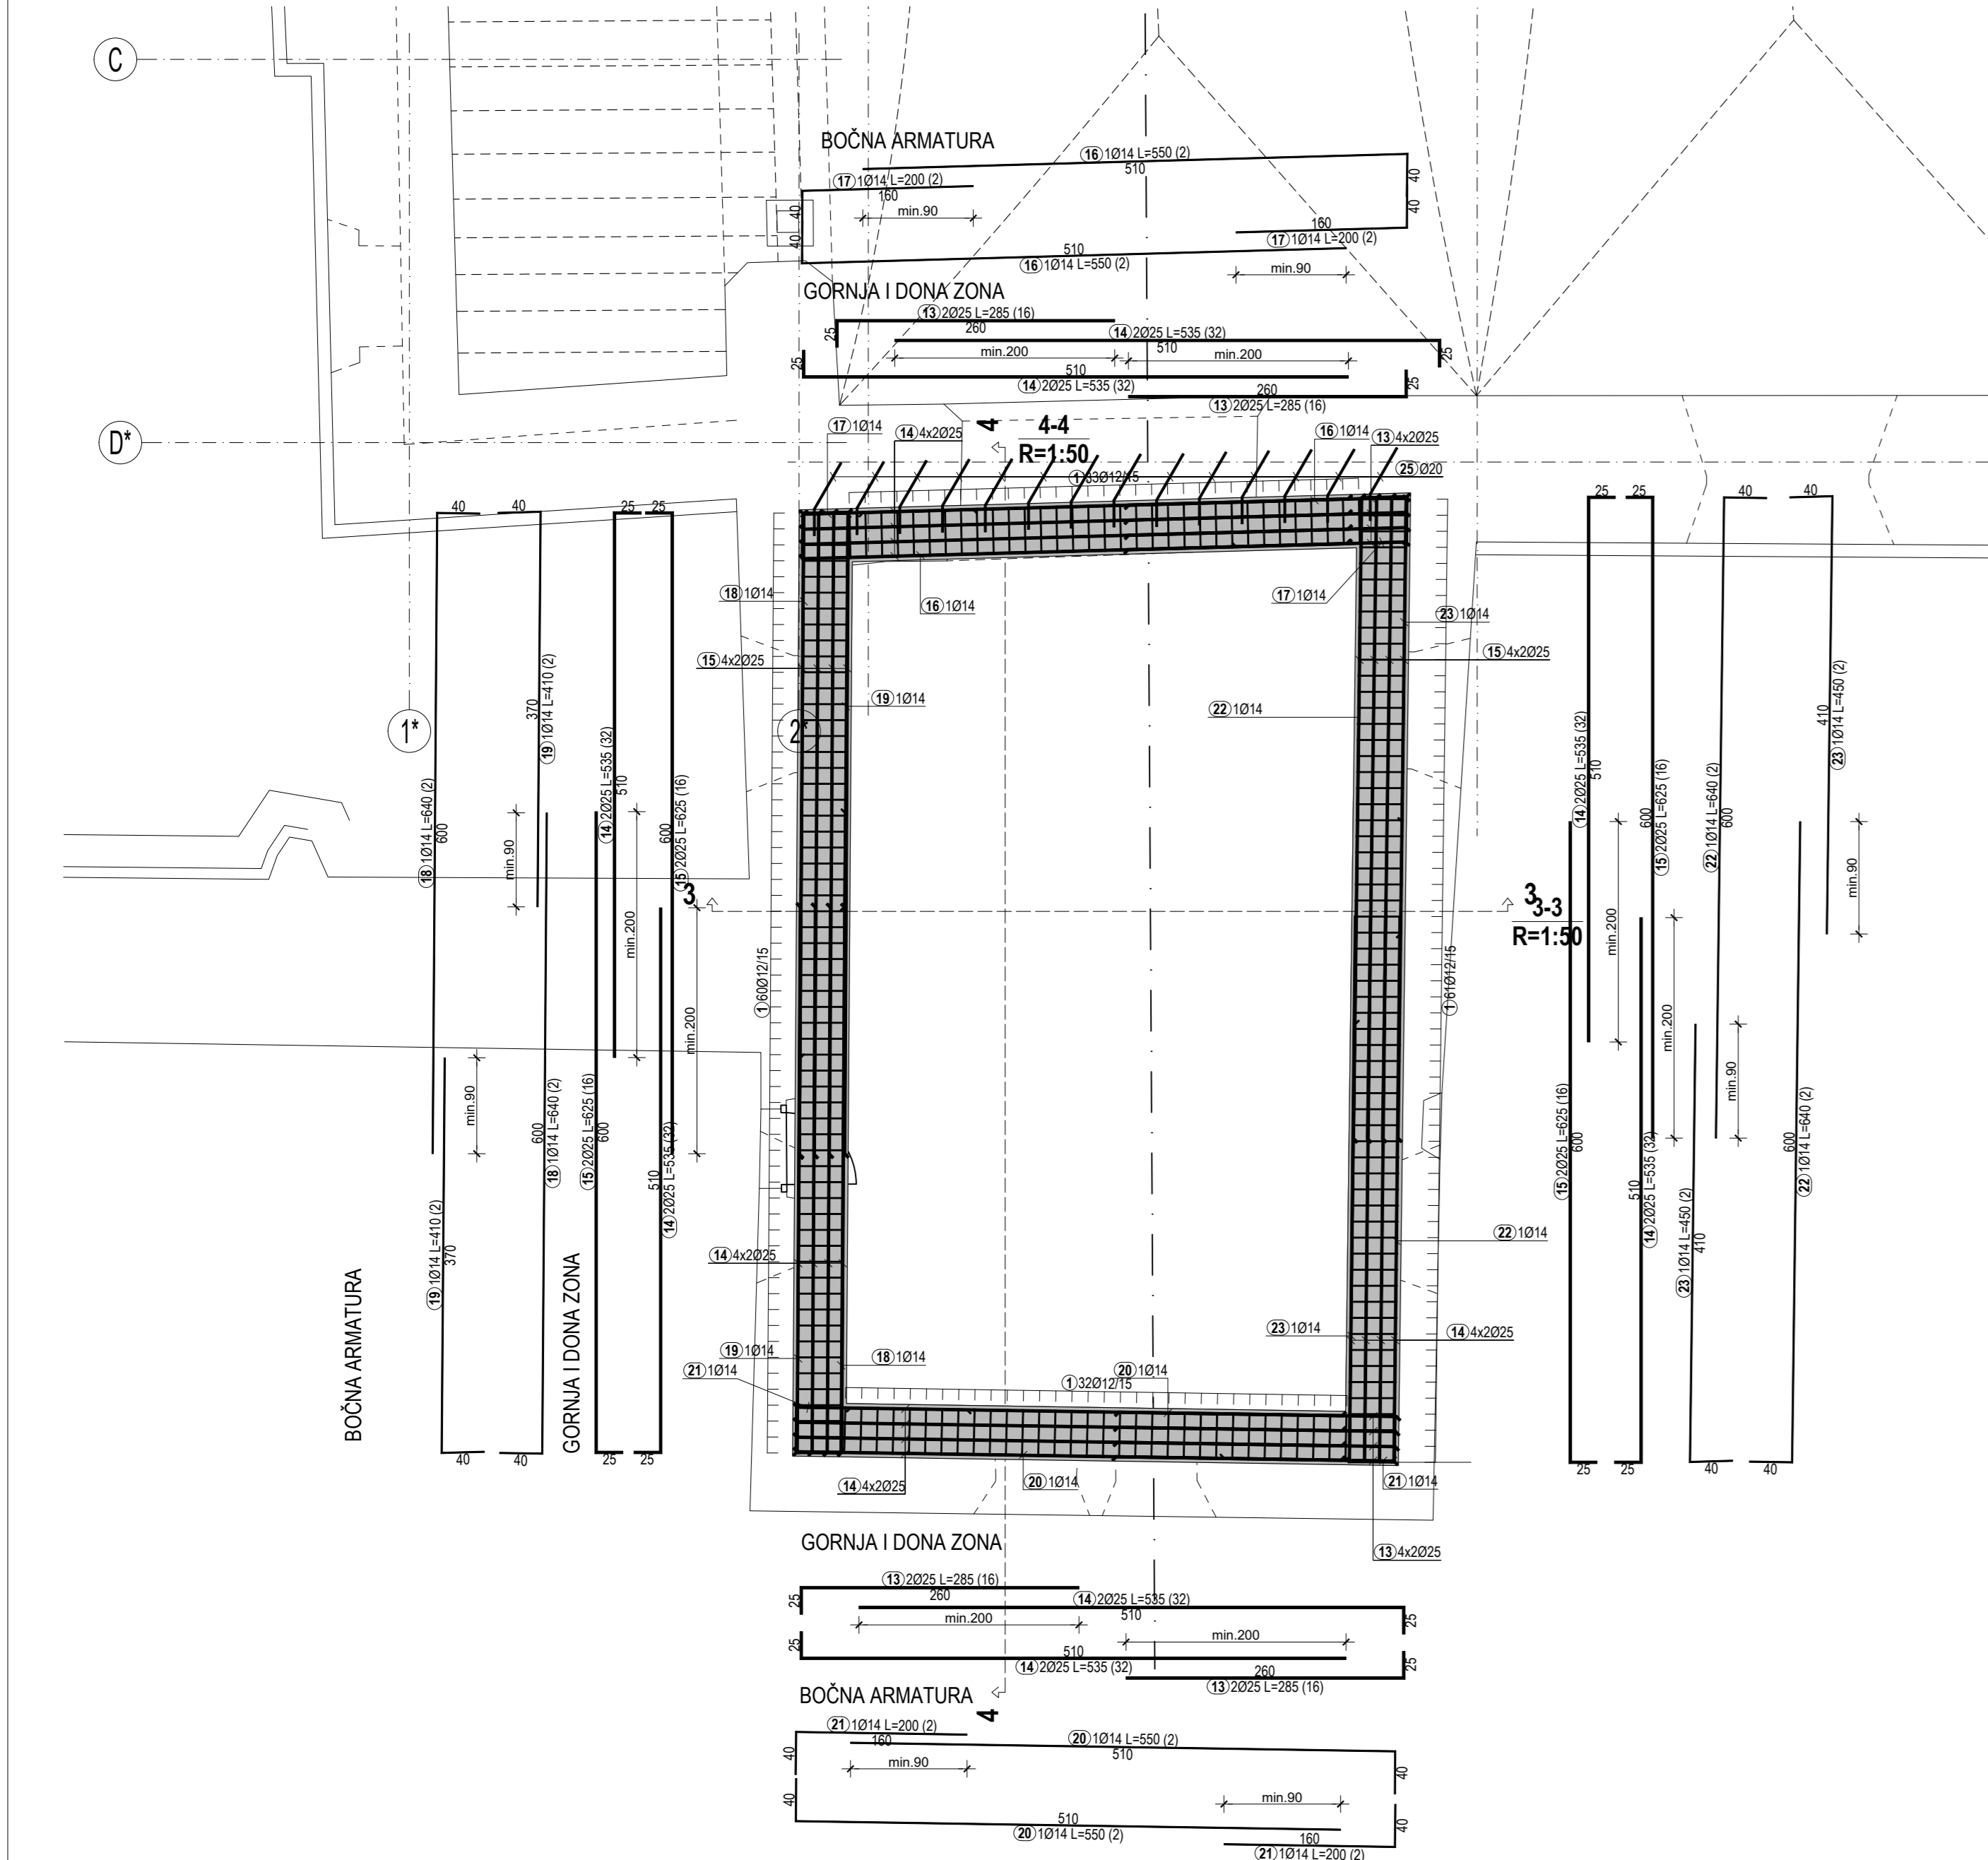 C
BOČNA ARMATURA
16 1Ø14 L=550 (2)
510
40
40
17 1Ø14 L=200 (2)
160
40
40
min.90
160
17 1Ø14 L=200 (2)
510
16 1Ø14 L=550 (2)
min.90
GORNJA I DONA ZONA
13 2Ø25 L=285 (16)
260
25
14 2Ø25 L=535 (32)
510
25
min.200
min.200
25
510
14 2Ø25 L=535 (32)
260
25
13 2Ø25 L=285 (16)
D*
17 1Ø14
14 4x2Ø25
4
4-4
R=1:50
16 1Ø14
13 4x2Ø25
1 33Ø12/15
25 Ø20
40
40
25
25
25
25
40
40
18 1Ø14
16 1Ø14
17 1Ø14
23 1Ø14
15 4x2Ø25
15 4x2Ø25
19 1Ø14
22 1Ø14
1*
2*
370
19 1Ø14 L=410 (2)
14 2Ø25 L=535 (32)
510
18 1Ø14 L=640 (2)
600
min.90
600
15 2Ø25 L=625 (16)
min.200
14 2Ø25 L=535 (32)
510
600
15 2Ø25 L=625 (16)
22 1Ø14 L=640 (2)
600
410
23 1Ø14 L=450 (2)
min.90
min.200
3
3
3-3
R=1:50
1 60Ø12/15
1 61Ø12/15
min.200
min.200
min.90
min.90
18 1Ø14 L=640 (2)
600
15 2Ø25 L=625 (16)
600
510
14 2Ø25 L=535 (32)
15 2Ø25 L=625 (16)
600
510
14 2Ø25 L=535 (32)
600
22 1Ø14 L=640 (2)
19 1Ø14 L=410 (2)
370
23 1Ø14 L=450 (2)
410
BOČNA ARMATURA
GORNJA I DONA ZONA
14 4x2Ø25
22 1Ø14
23 1Ø14
14 4x2Ø25
19 1Ø14
18 1Ø14
21 1Ø14
20 1Ø14
1 32Ø12/15
40
40
25
25
25
25
40
40
14 4x2Ø25
20 1Ø14
21 1Ø14
13 4x2Ø25
GORNJA I DONA ZONA
13 2Ø25 L=285 (16)
260
25
14 2Ø25 L=535 (32)
510
25
min.200
min.200
25
510
14 2Ø25 L=535 (32)
260
25
13 2Ø25 L=285 (16)
BOČNA ARMATURA
4
21 1Ø14 L=200 (2)
160
20 1Ø14 L=550 (2)
510
40
40
min.90
min.90
40
40
510
20 1Ø14 L=550 (2)
160
21 1Ø14 L=200 (2)